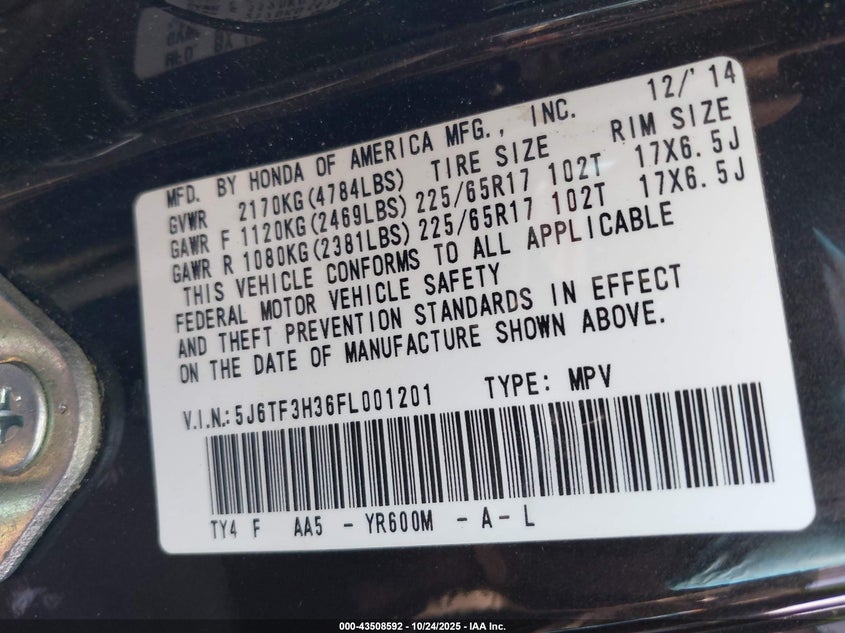 12/'14
MFD. BY HONDA OF AMERICA MFG., INC.
GVWR 2170KG(4784LBS) TIRE SIZE RIM SIZE
GAWR F 1120KG(2469LBS) 225/65R17 102T 17X6.5J
GAWR R 1080KG(2381LBS) 225/65R17 102T 17X6.5J
THIS VEHICLE CONFORMS TO ALL APPLICABLE
FEDERAL MOTOR VEHICLE SAFETY
AND THEFT PREVENTION STANDARDS IN EFFECT
ON THE DATE OF MANUFACTURE SHOWN ABOVE.
V.I.N.: 5J6TF3H36FL001201 TYPE: MPV
TY4 F AA5 - YR600M - A - L
000-43508592 - 10/24/2025 - IAA Inc.